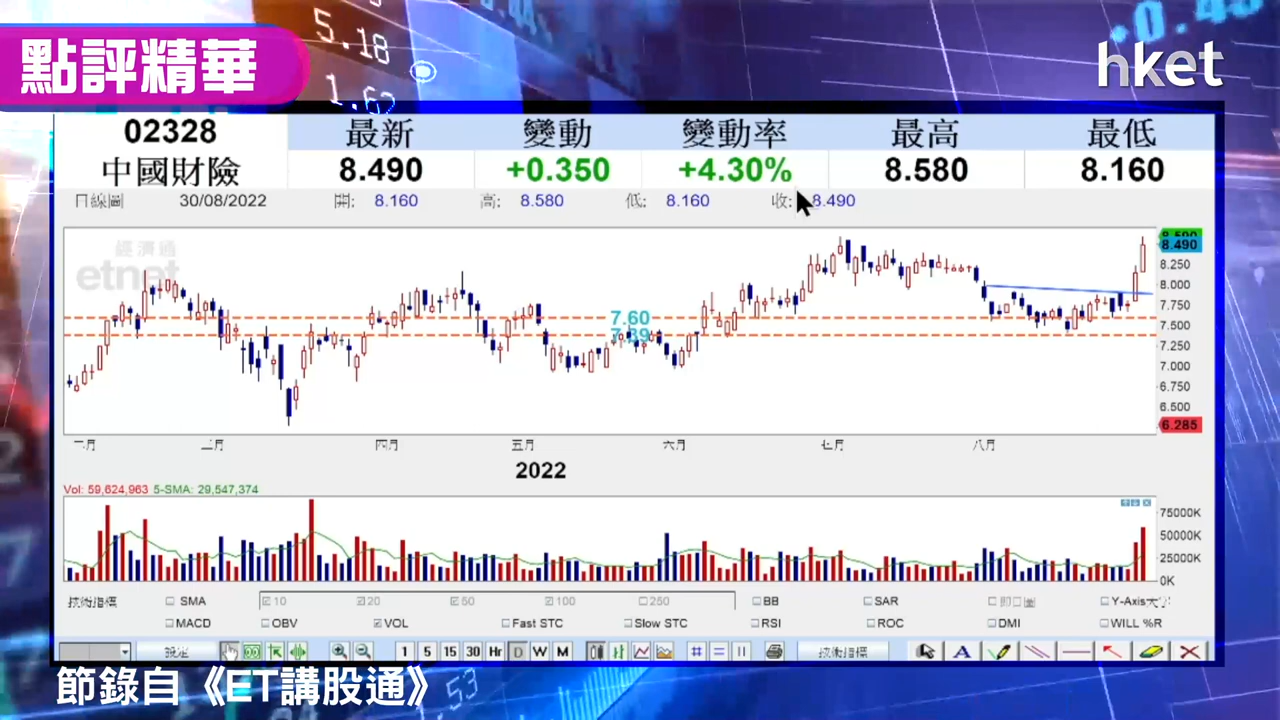 點評精華
hket
02328 最新 變動 變動率 最高 最低
中國財險 8.490 +0.350 +4.30% 8.580 8.160
日線圖 30/08/2022 開: 8.160 高: 8.580 低: 8.160 收: 8.490
經濟通
etnet
8.490
8.250
8.000
7.750
7.60
7.500
7.250
7.000
6.750
6.500
6.285
三月 四月 五月 六月 七月 八月
2022
Vol: 59,624,963 5-SMA: 29,547,374
75000K
50000K
25000K
0K
技術指標 SMA 10 20 50 100 250 BB SAR
MACD OBV VOL Fast STC Slow STC RSI ROC DMI WILL %R
設定 1 5 15 30 Hr D W M 技術指標 A
節錄自《ET講股通》
5.18